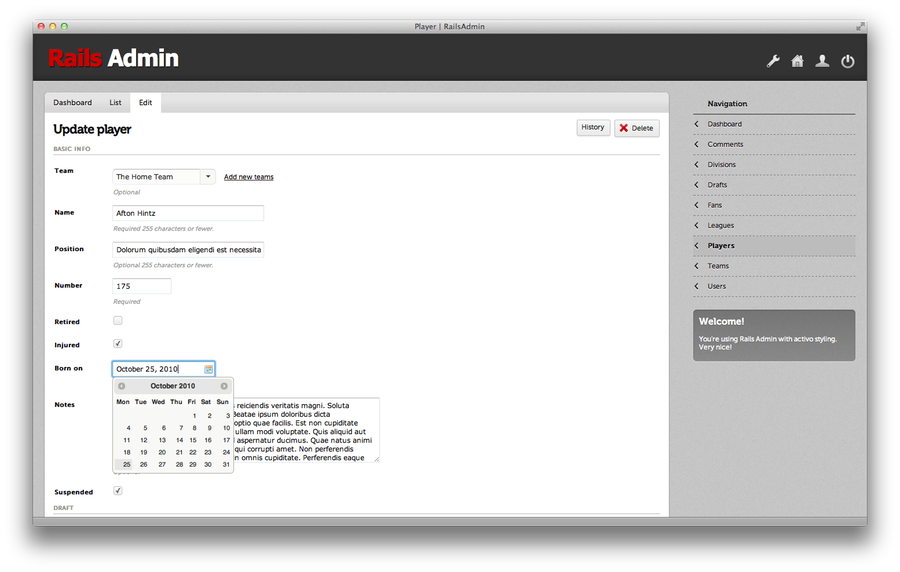 Player | RailsAdmin
Rails Admin
Dashboard List Edit
Update player
History Delete
BASIC INFO
Team The Home Team Add new teams
Optional
Name Afton Hintz
Required 255 characters or fewer.
Position Dolorum quibusdam eligendi est necessita
Optional 255 characters or fewer.
Number 175
Required
Retired
Injured
Born on October 25, 2010
October 2010
Mon Tue Wed Thu Fri Sat Sun
1 2 3
4 5 6 7 8 9 10
11 12 13 14 15 16 17
18 19 20 21 22 23 24
25 26 27 28 29 30 31
Notes
reiciendis veritatis magni. Soluta
Beatae ipsum doloribus dicta
optio quae facilis. Est non cupiditate
ullam modi voluptate. Quis aliquid aut
aspernatur ducimus. Quae natus animi
qui corrupti amet. Non perferendis
omnis cupiditate. Perferendis eaque
Suspended
DRAFT
Navigation
Dashboard
Comments
Divisions
Drafts
Fans
Leagues
Players
Teams
Users
Welcome!
You're using Rails Admin with activo styling.
Very nice!